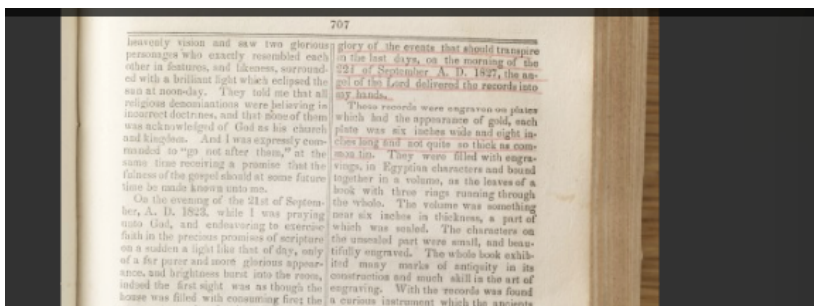 707
heavenly vision and saw two glorious
personages who exactly resembled each
other in features, and likeness, surround-
ed with a brilliant light which eclipsed the
sun at noon-day. They told me that all
religious denominations were believing in
incorrect doctrines, and that none of them
was acknowledged of God as his church
and kingdom. And I was expressly com-
manded to "go not after them," at the
same time receiving a promise that the
fulness of the gospel should at some future
time be made known unto me.
On the evening of the 21st of Septem-
ber, A. D. 1823, while I was praying
unto God, and endeavoring to exercise
faith in the precious promises of scripture
on a sudden a light like that of day, only
of a far purer and more glorious appear-
ance, and brightness burst into the room,
indeed the first sight was as though the
house was filled with consuming fire; the
glory of the events that should transpire
in the last days, on the morning of the
22d of September A. D. 1827, the an-
gel of the Lord delivered the records into
my hands.
These records were engraven on plates
which had the appearance of gold, each
plate was six inches wide and eight in-
ches long and not quite so thick as com-
mon tin. They were filled with engra-
vings, in Egyptian characters and bound
together in a volume, as the leaves of a
book with three rings running through
the whole. The volume was something
near six inches in thickness, a part of
which was sealed. The characters on
the unsealed part were small, and beau-
tifully engraved. The whole book exhib-
ited many marks of antiquity in its
construction and much skill in the art of
engraving. With the records was found
a curious instrument which the ancients